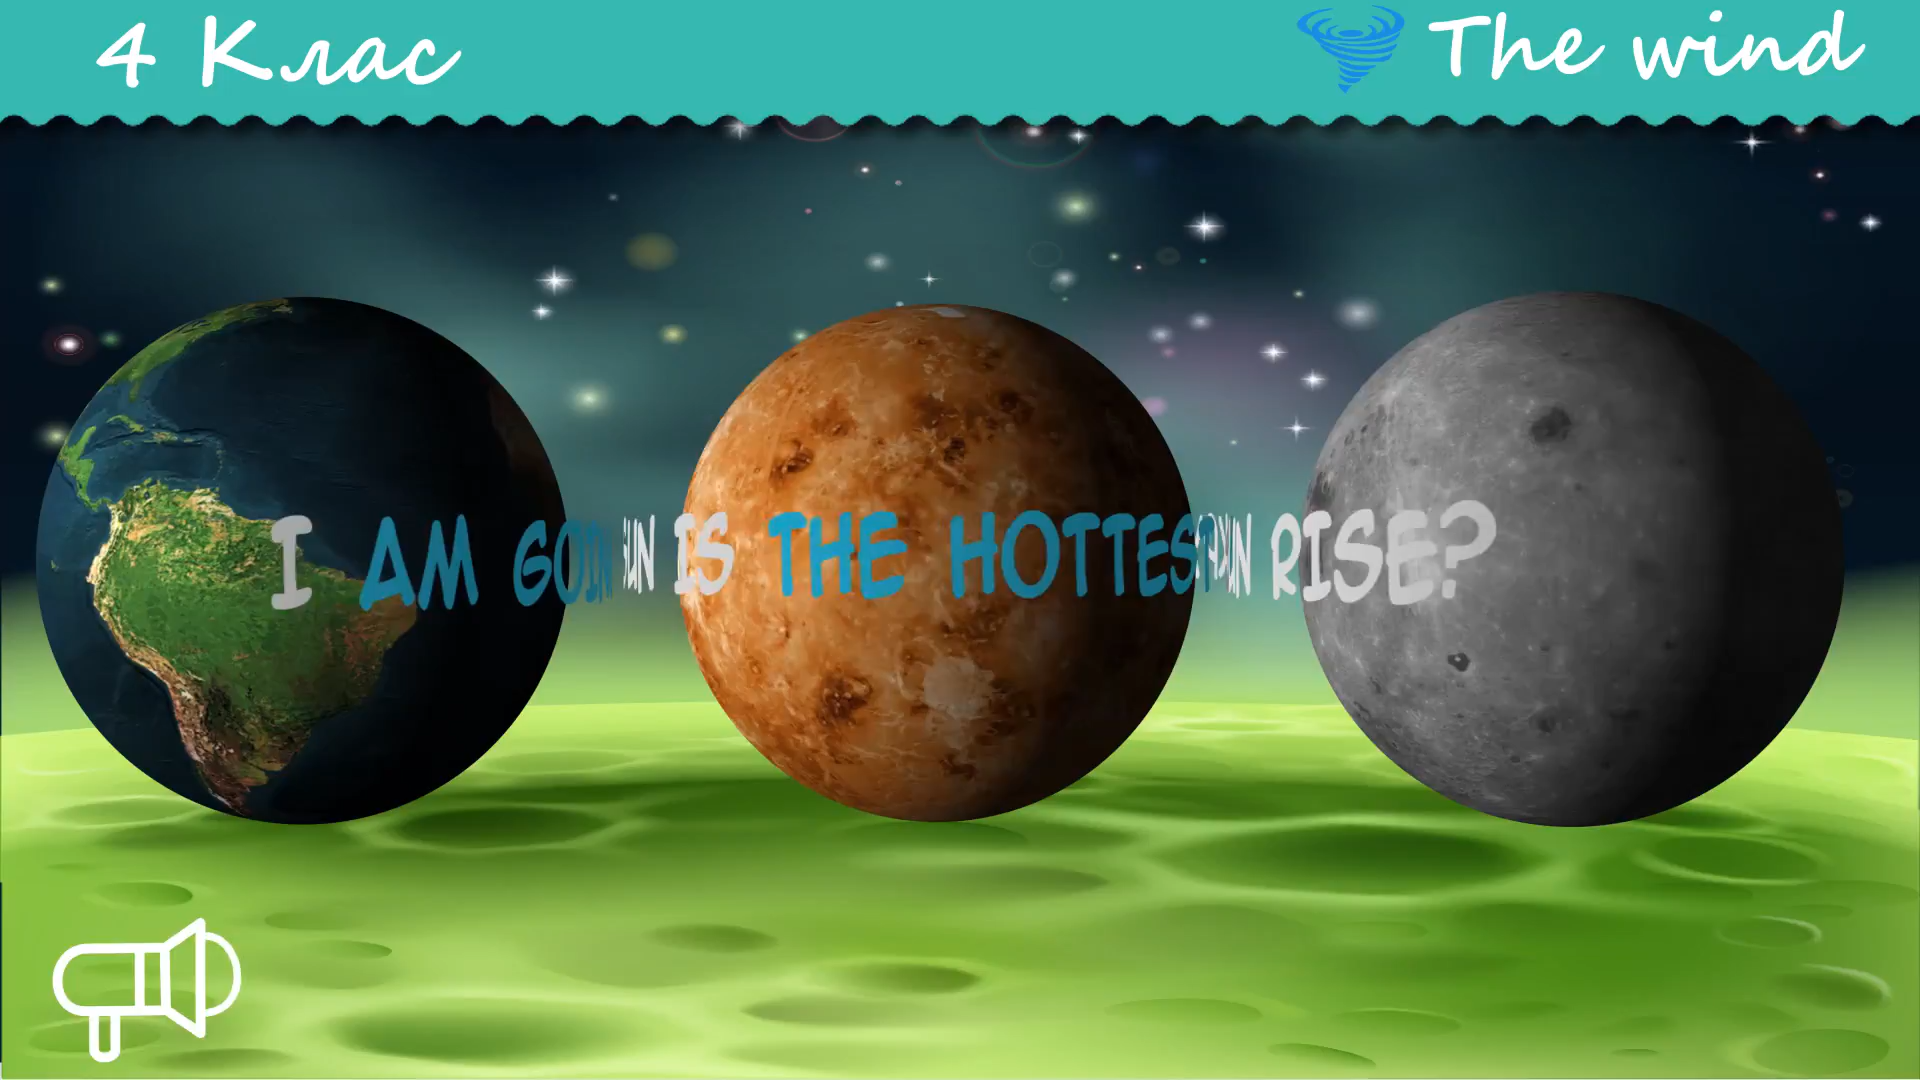 4 Клас
The wind
I AM IS THE HOTTEST RISE?